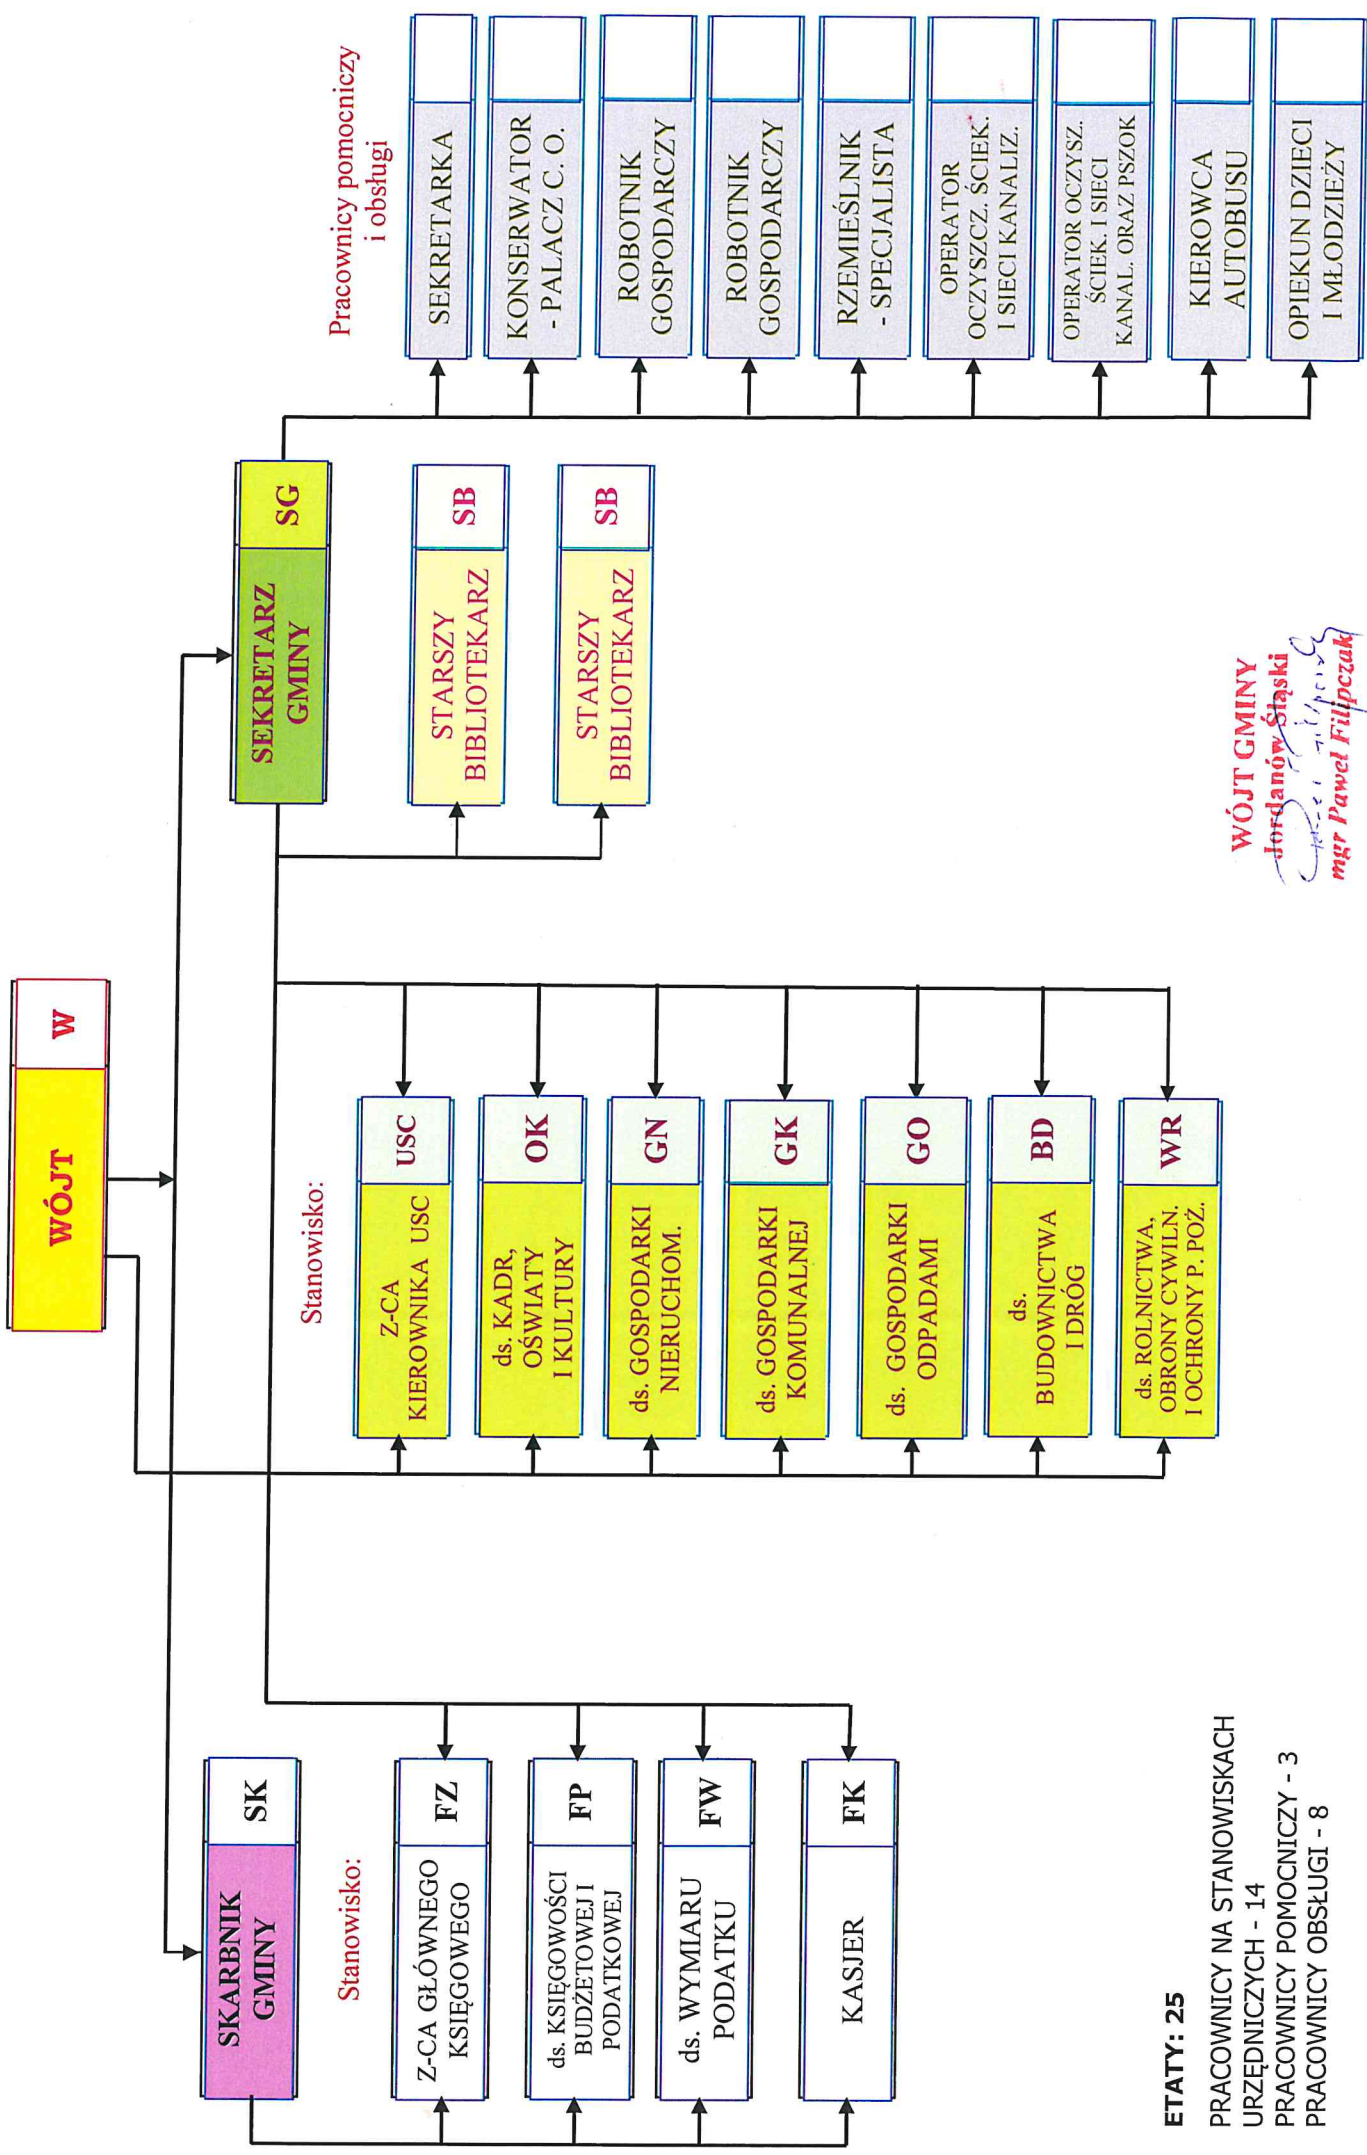 WÓJT
W
SKARBNIK
GMINY
SK
SEKRETARZ
GMINY
SG
Stanowisko:
Z-CA GŁÓWNEGO
KSIĘGOWEGO
FZ
ds. KSIĘGOWOŚCI
BUDŻETOWEJ I
PODATKOWEJ
FP
ds. WYMIARU
PODATKU
FW
KASJER
FK
Stanowisko:
Z-CA
KIEROWNIKA USC
USC
ds. KADR,
OŚWIATY
I KULTURY
OK
ds. GOSPODARKI
NIERUCHOM.
GN
ds. GOSPODARKI
KOMUNALNEJ
GK
ds. GOSPODARKI
ODPADAMI
GO
ds.
BUDOWNICTWA
I DRÓG
BD
ds. ROLNICTWA,
OBRONY CYWILN.
I OCHRONY P. POŻ.
WR
STARSZY
BIBLIOTEKARZ
SB
STARSZY
BIBLIOTEKARZ
SB
Pracownicy pomocniczy
i obsługi
SEKRETARKA
KONSERWATOR
- PALACZ C. O.
ROBOTNIK
GOSPODARCZY
ROBOTNIK
GOSPODARCZY
RZEMIEŚLNIK
- SPECJALISTA
OPERATOR
OCZYSZCZ. ŚCIEK.
I SIECI KANALIZ.
OPERATOR OCZYSZ.
ŚCIEK. I SIECI
KANAL. ORAZ PSZOK
KIEROWCA
AUTOBUSU
OPIEKUN DZIECI
I MŁODZIEŻY
ETATY: 25
PRACOWNICY NA STANOWISKACH
URZĘDNICZYCH - 14
PRACOWNICY POMOCNICZY - 3
PRACOWNICY OBSŁUGI - 8
WÓJT GMINY
Jordanów Śląski
mgr Paweł Filipczak